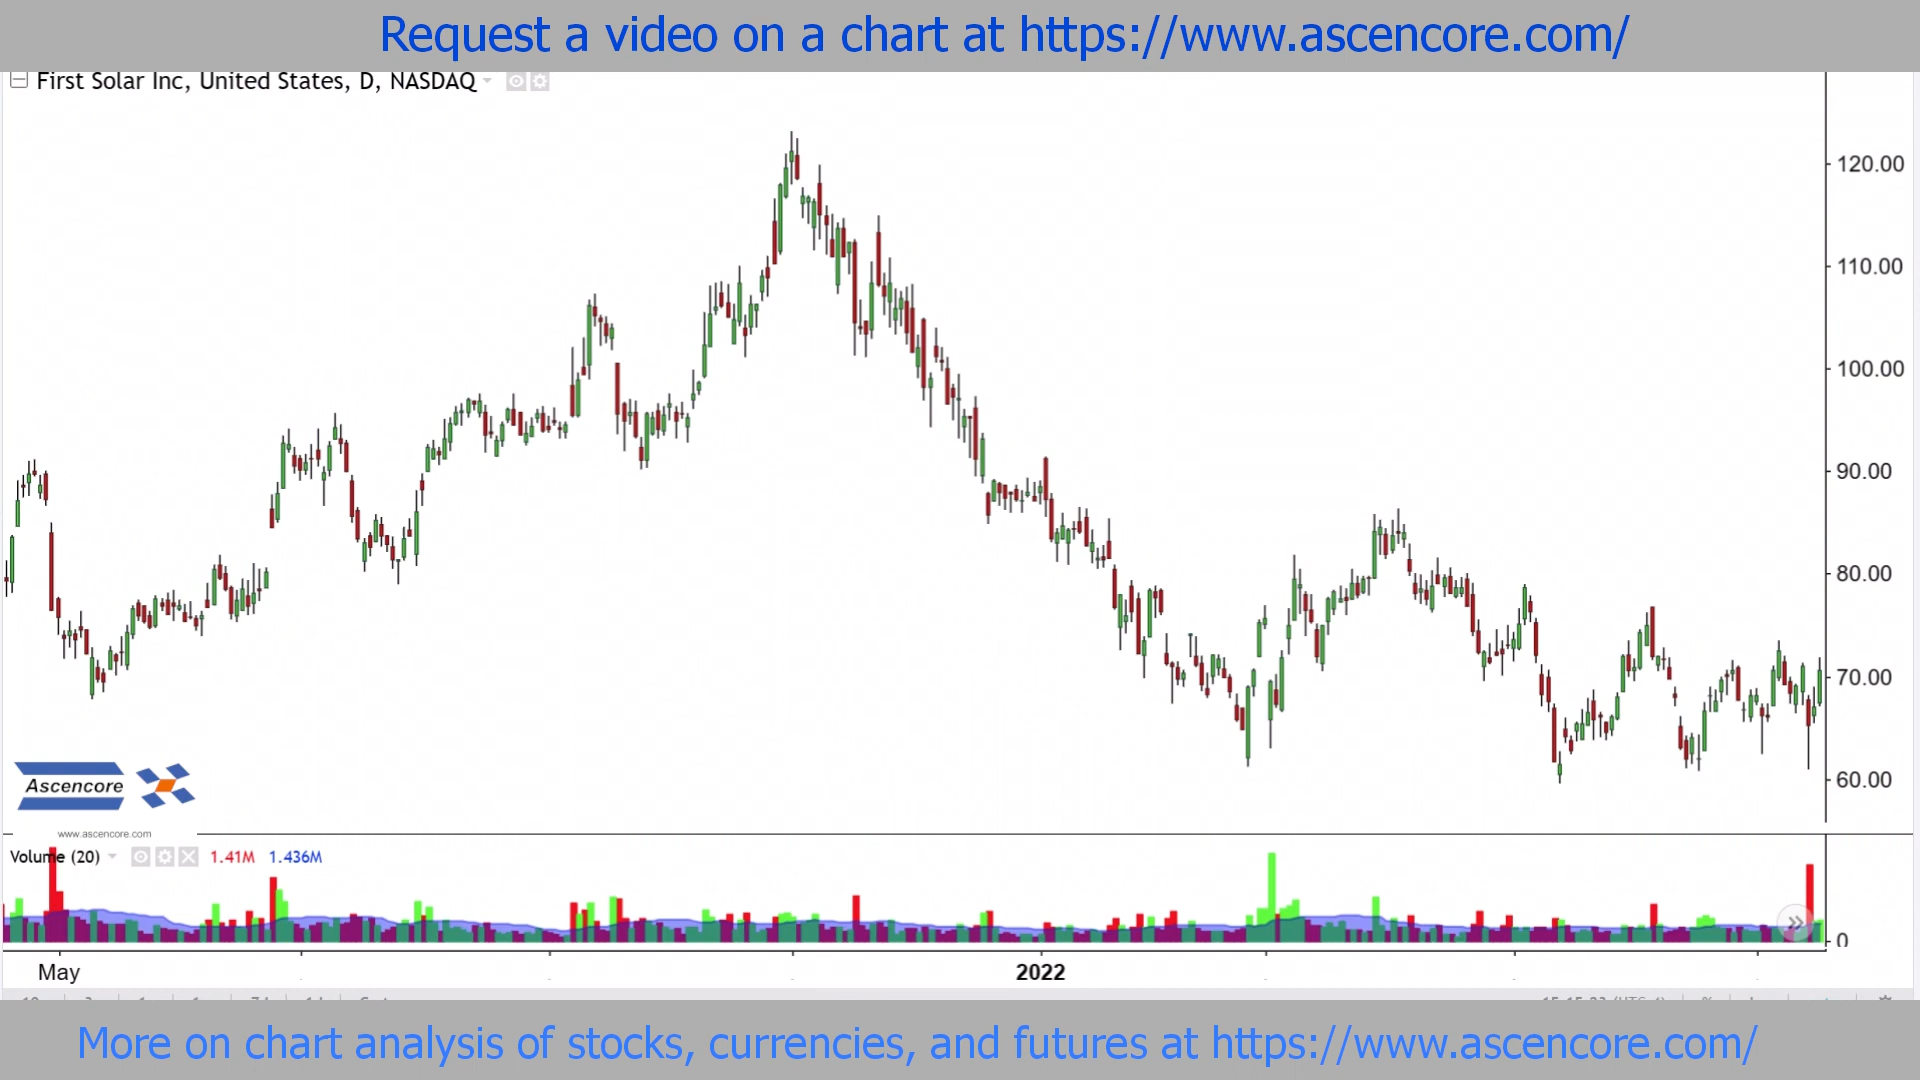 Request a video on a chart at https://www.ascencore.com/
First Solar Inc, United States, D, NASDAQ
120.00
110.00
100.00
90.00
80.00
70.00
60.00
Ascencore
www.ascencore.com
Volume (20) 1.41M 1.436M
0
May 2022
More on chart analysis of stocks, currencies, and futures at https://www.ascencore.com/